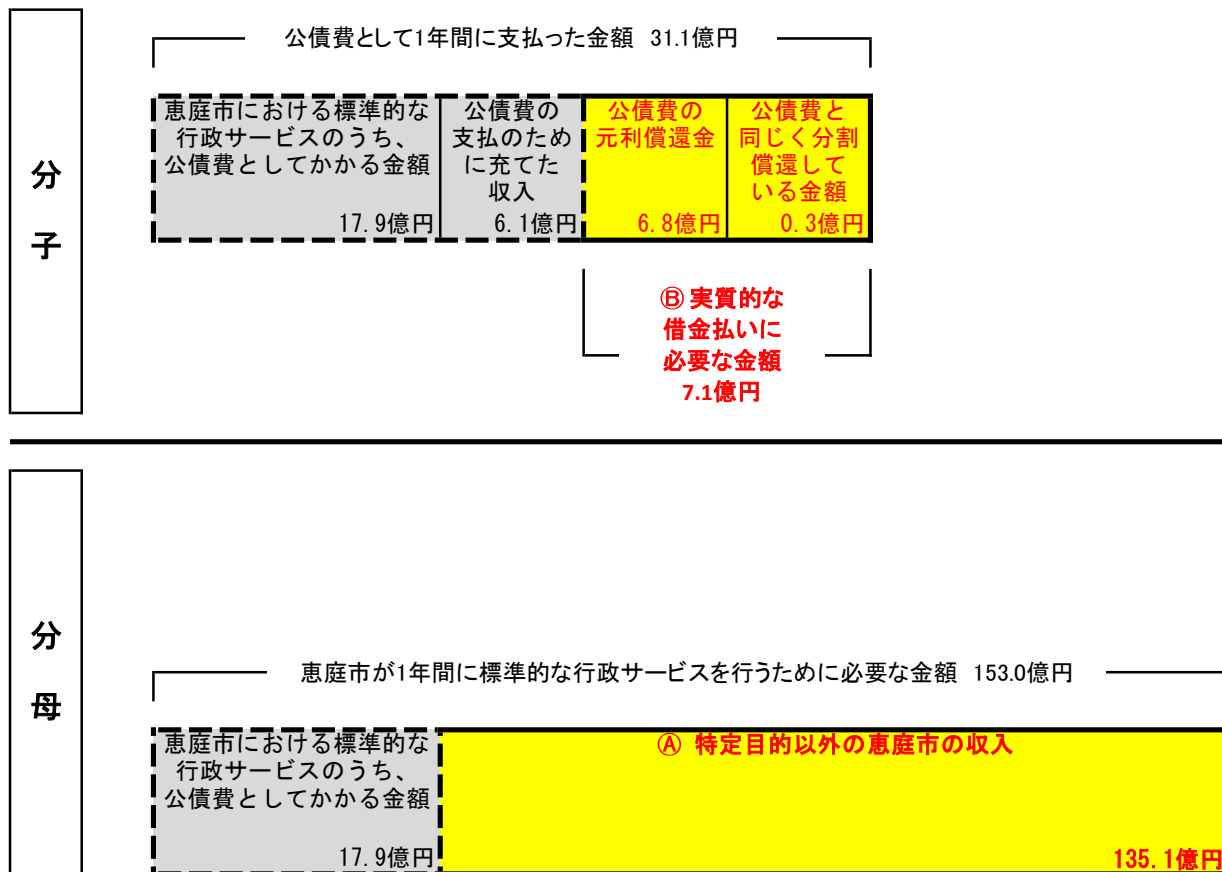 分
子
公債費として1年間に支払った金額 31.1億円
恵庭市における標準的な
行政サービスのうち、
公債費としてかかる金額
17.9億円
公債費の
支払のため
に充てた
収入
6.1億円
公債費の
元利償還金
6.8億円
公債費と
同じく分割
償還して
いる金額
0.3億円
Ⓑ 実質的な
借金払いに
必要な金額
7.1億円
分
母
恵庭市が1年間に標準的な行政サービスを行うために必要な金額 153.0億円
恵庭市における標準的な
行政サービスのうち、
公債費としてかかる金額
17.9億円
Ⓐ 特定目的以外の恵庭市の収入
135.1億円